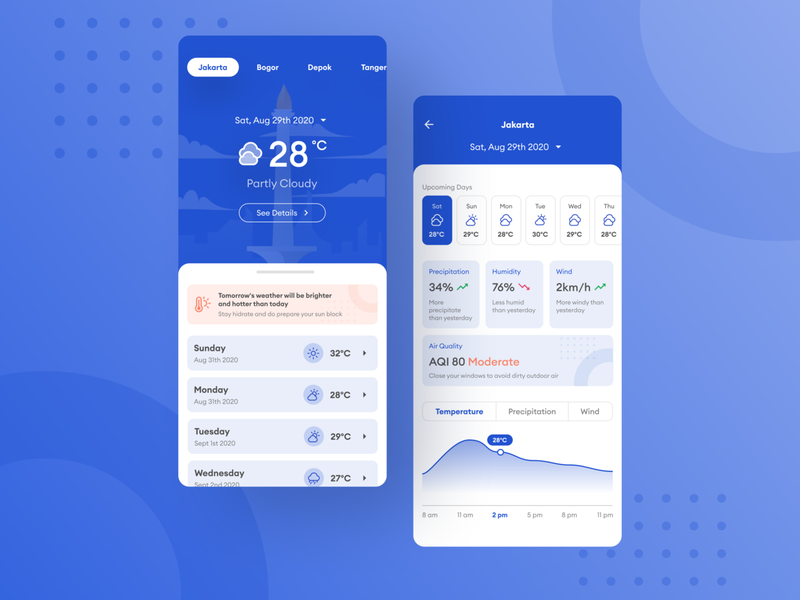 Jakarta Bogor Depok Tanger
Sat, Aug 29th 2020
28 °C
Partly Cloudy
See Details
Tomorrow's weather will be brighter
and hotter than today
Stay hidrate and do prepare your sun block
Sunday
Aug 31th 2020
32°C
Monday
Aug 31th 2020
28°C
Tuesday
Sept 1st 2020
29°C
Wednesday
Sept 2nd 2020
27°C
Jakarta
Sat, Aug 29th 2020
Upcoming Days
Sat Sun Mon Tue Wed Thu
28°C 29°C 28°C 30°C 29°C 28°C
Precipitation
34%
More
precipitate
than yesterday
Humidity
76%
Less humid
than yesterday
Wind
2km/h
More windy than
yesterday
Air Quality
AQI 80 Moderate
Close your windows to avoid dirty outdoor air
Temperature Precipitation Wind
28°C
8 am 11 am 2 pm 5 pm 8 pm 11 pm